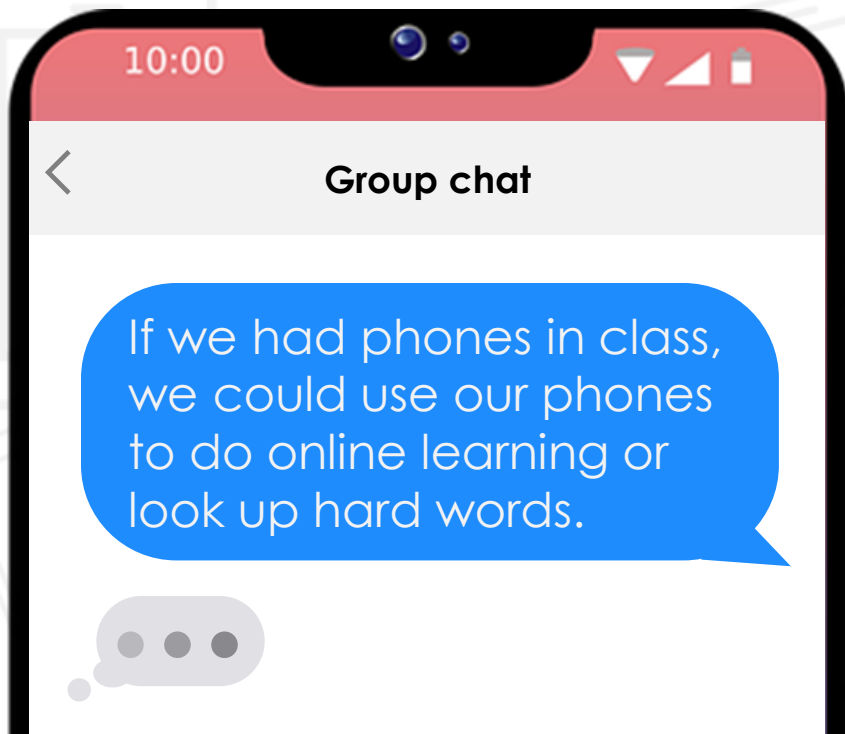 10:00
Group chat
If we had phones in class,
we could use our phones
to do online learning or
look up hard words.